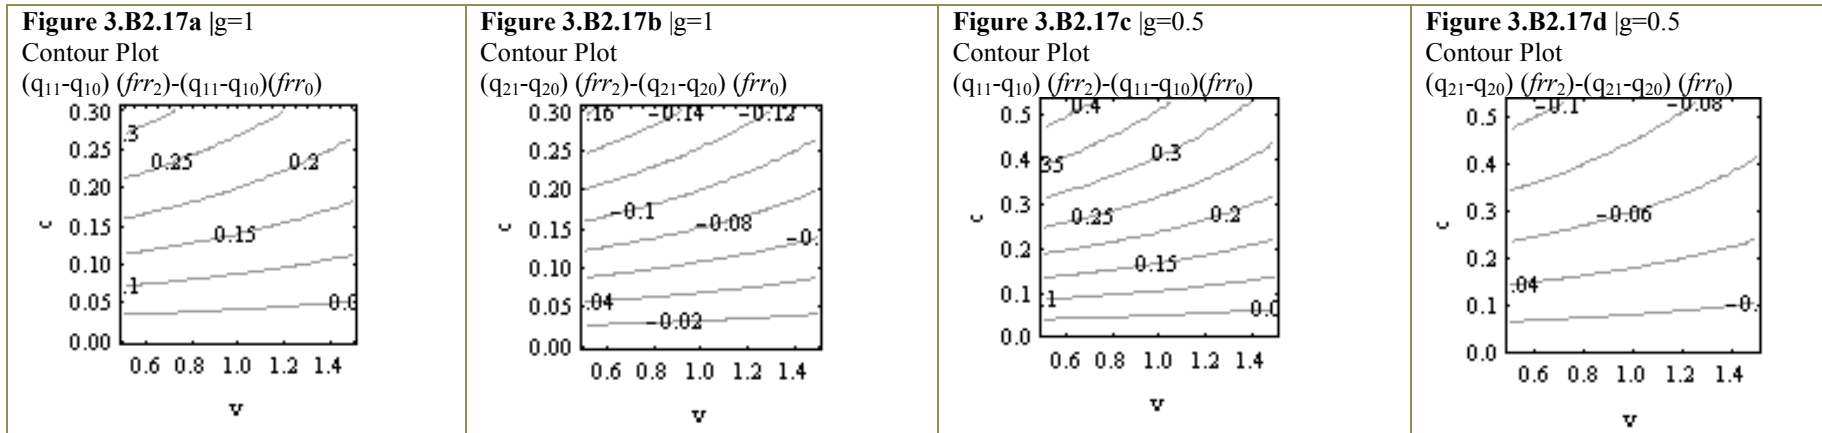 Figure 3.B2.17a |g=1
Contour Plot
(q₁₁-q₁₀) (frr₂)-(q₁₁-q₁₀)(frr₀)
0.30
.3
0.25
0.25
0.2
0.20
0.15
0.15
0.10
.1
0.05
0.0
0.00
c
0.6 0.8 1.0 1.2 1.4
v
Figure 3.B2.17b |g=1
Contour Plot
(q₂₁-q₂₀) (frr₂)-(q₂₁-q₂₀) (frr₀)
0.30
.16
−0.14
−0.12
0.25
0.20
−0.1
−0.08
0.15
−0.
0.10
0.05
.04
−0.02
0.00
c
0.6 0.8 1.0 1.2 1.4
v
Figure 3.B2.17c |g=0.5
Contour Plot
(q₁₁-q₁₀) (frr₂)-(q₁₁-q₁₀)(frr₀)
0.5
0.4
0.4
35
0.3
0.3
0.25
0.2
0.2
0.15
0.1
.1
0.0
0.0
c
0.6 0.8 1.0 1.2 1.4
v
Figure 3.B2.17d |g=0.5
Contour Plot
(q₂₁-q₂₀) (frr₂)-(q₂₁-q₂₀) (frr₀)
−0.1
−0.08
0.5
0.4
0.3
−0.06
0.2
.04
0.1
−0.
0.0
c
0.6 0.8 1.0 1.2 1.4
v